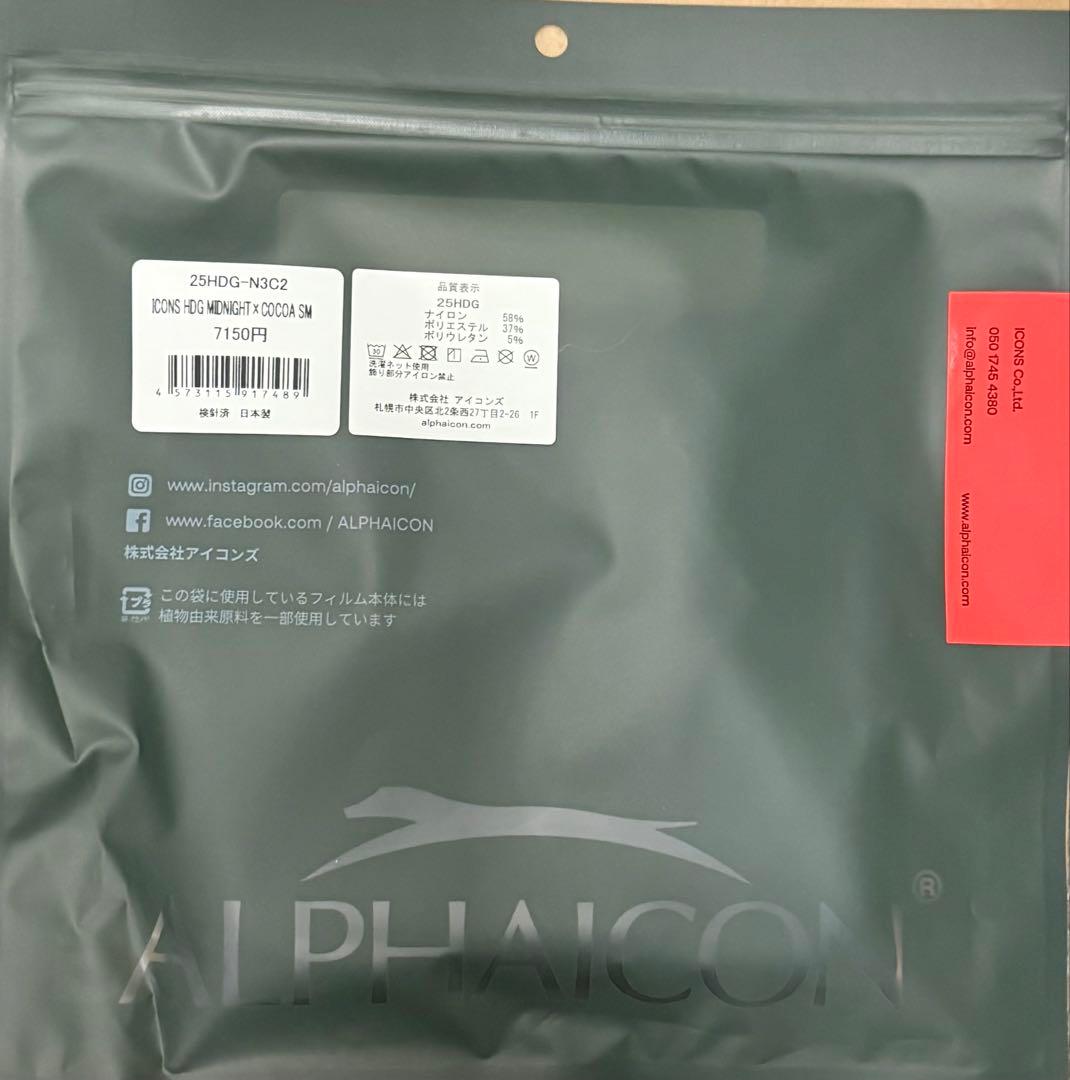 25HDG-N3C2
ICONS HDG MIDNIGHT×COCOA SM
7150円
4573115917489
検針済 日本製
品質表示
25HDG
ナイロン 58%
ポリエステル 37%
ポリウレタン 5%
30
W
洗濯ネット使用
飾り部分アイロン禁止
株式会社 アイコンズ
札幌市中央区北2条西27丁目2-26 1F
alphaicon.com
ICONS Co.,Ltd.
050 1745 4380
info@alphaicon.com www.alphaicon.com
www.instagram.com/alphaicon/
www.facebook.com / ALPHAICON
株式会社アイコンズ
プラ
この袋に使用しているフィルム本体には
植物由来原料を一部使用しています
ALPHAICON®